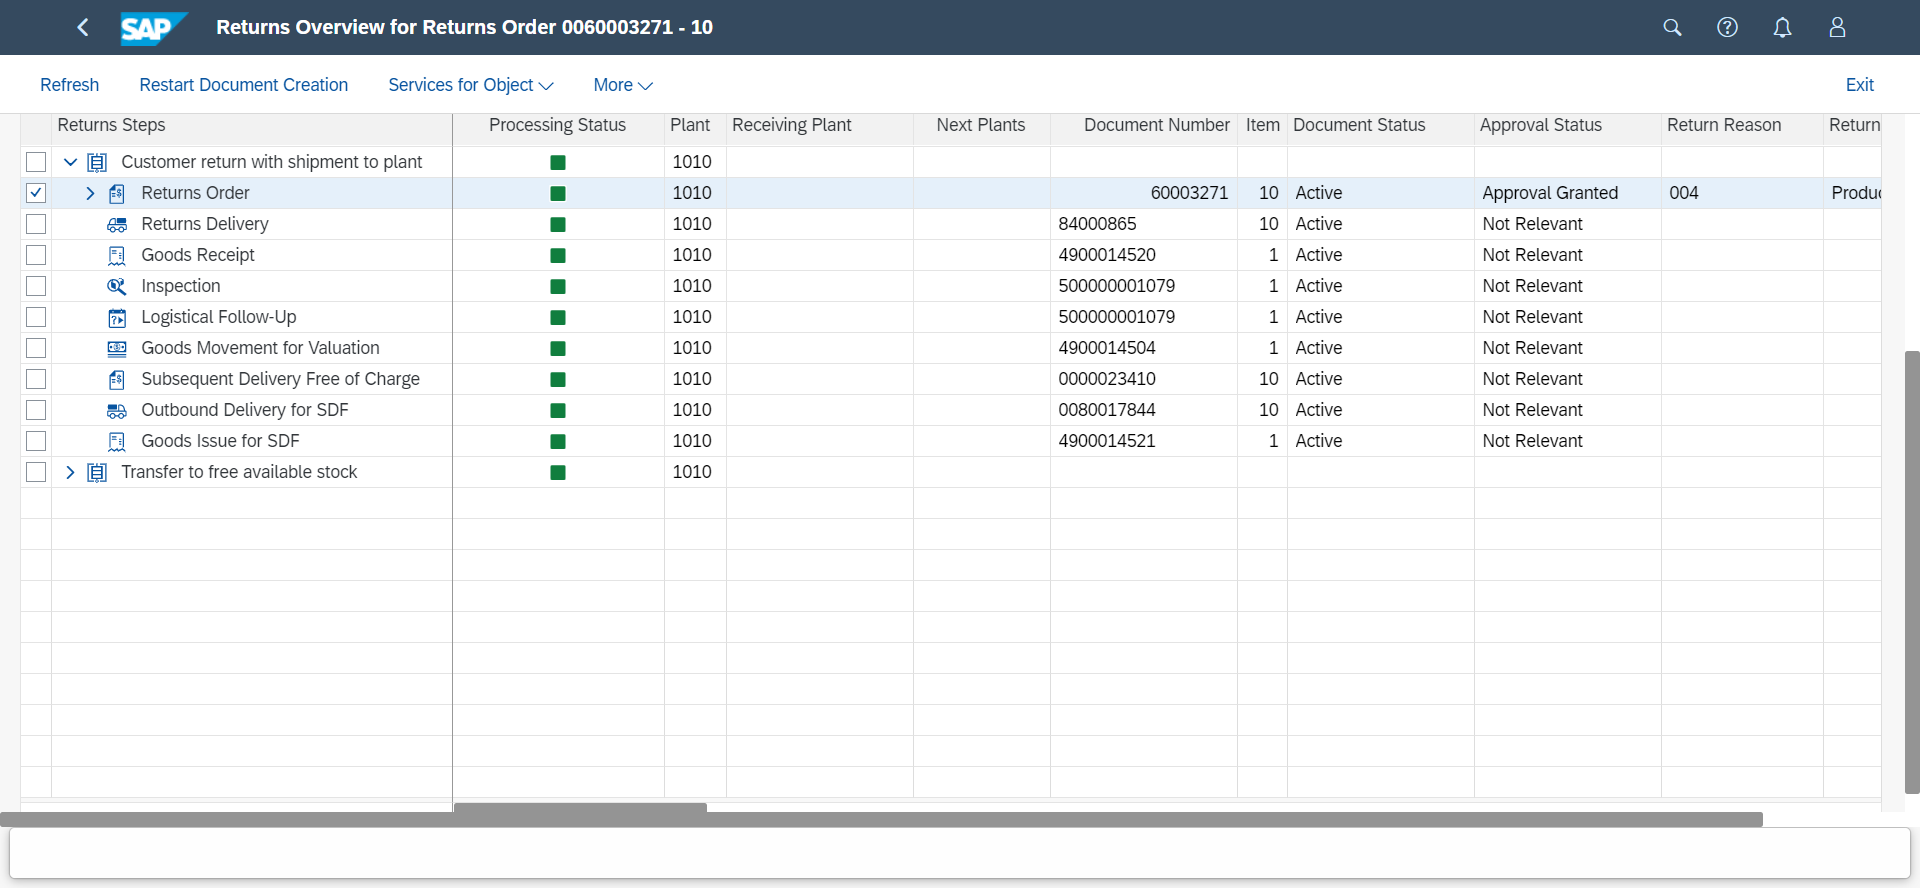 SAP Returns Overview for Returns Order 0060003271 - 10
Refresh Restart Document Creation Services for Object More Exit
Returns Steps Processing Status Plant Receiving Plant Next Plants Document Number Item Document Status Approval Status Return Reason Return
Customer return with shipment to plant 1010
Returns Order 1010 60003271 10 Active Approval Granted 004 Produc
Returns Delivery 1010 84000865 10 Active Not Relevant
Goods Receipt 1010 4900014520 1 Active Not Relevant
Inspection 1010 500000001079 1 Active Not Relevant
Logistical Follow-Up 1010 500000001079 1 Active Not Relevant
Goods Movement for Valuation 1010 4900014504 1 Active Not Relevant
Subsequent Delivery Free of Charge 1010 0000023410 10 Active Not Relevant
Outbound Delivery for SDF 1010 0080017844 10 Active Not Relevant
Goods Issue for SDF 1010 4900014521 1 Active Not Relevant
Transfer to free available stock 1010